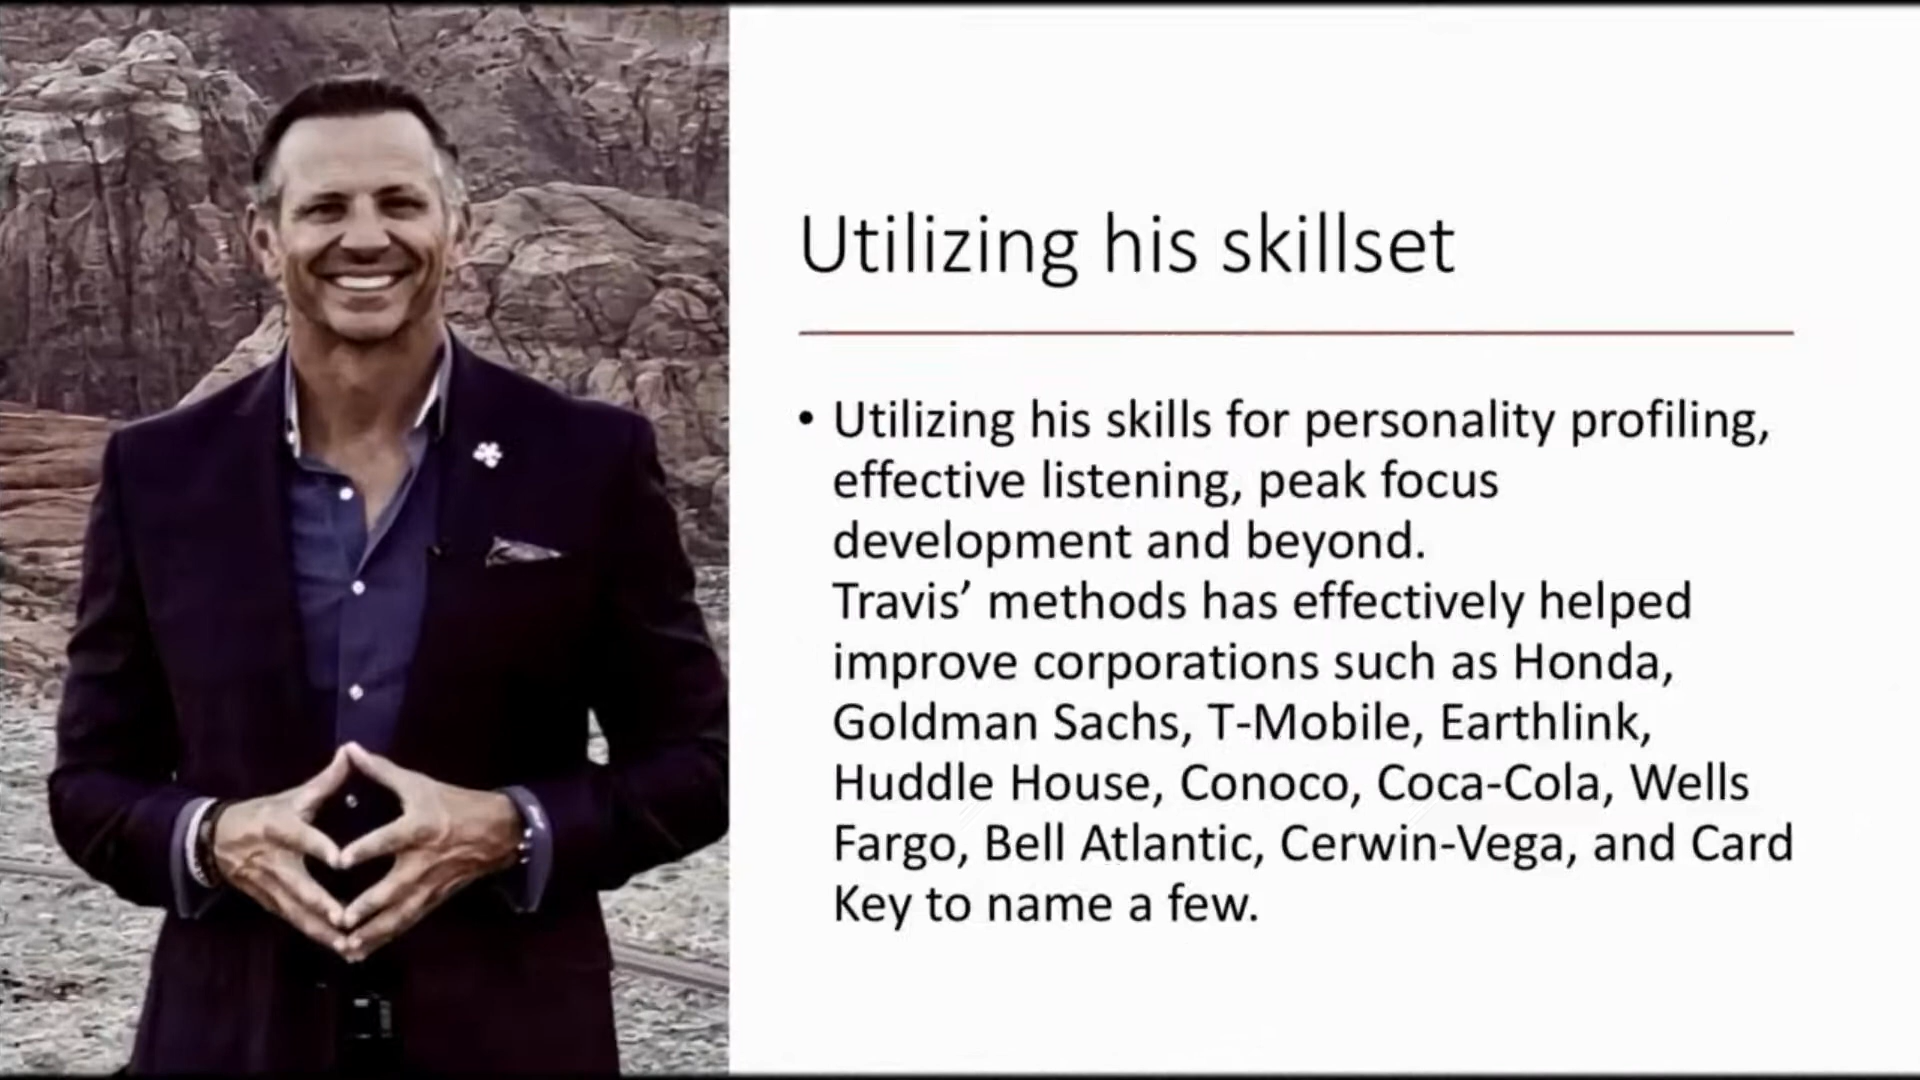 Utilizing his skillset
• Utilizing his skills for personality profiling,
effective listening, peak focus
development and beyond.
Travis’ methods has effectively helped
improve corporations such as Honda,
Goldman Sachs, T-Mobile, Earthlink,
Huddle House, Conoco, Coca-Cola, Wells
Fargo, Bell Atlantic, Cerwin-Vega, and Card
Key to name a few.